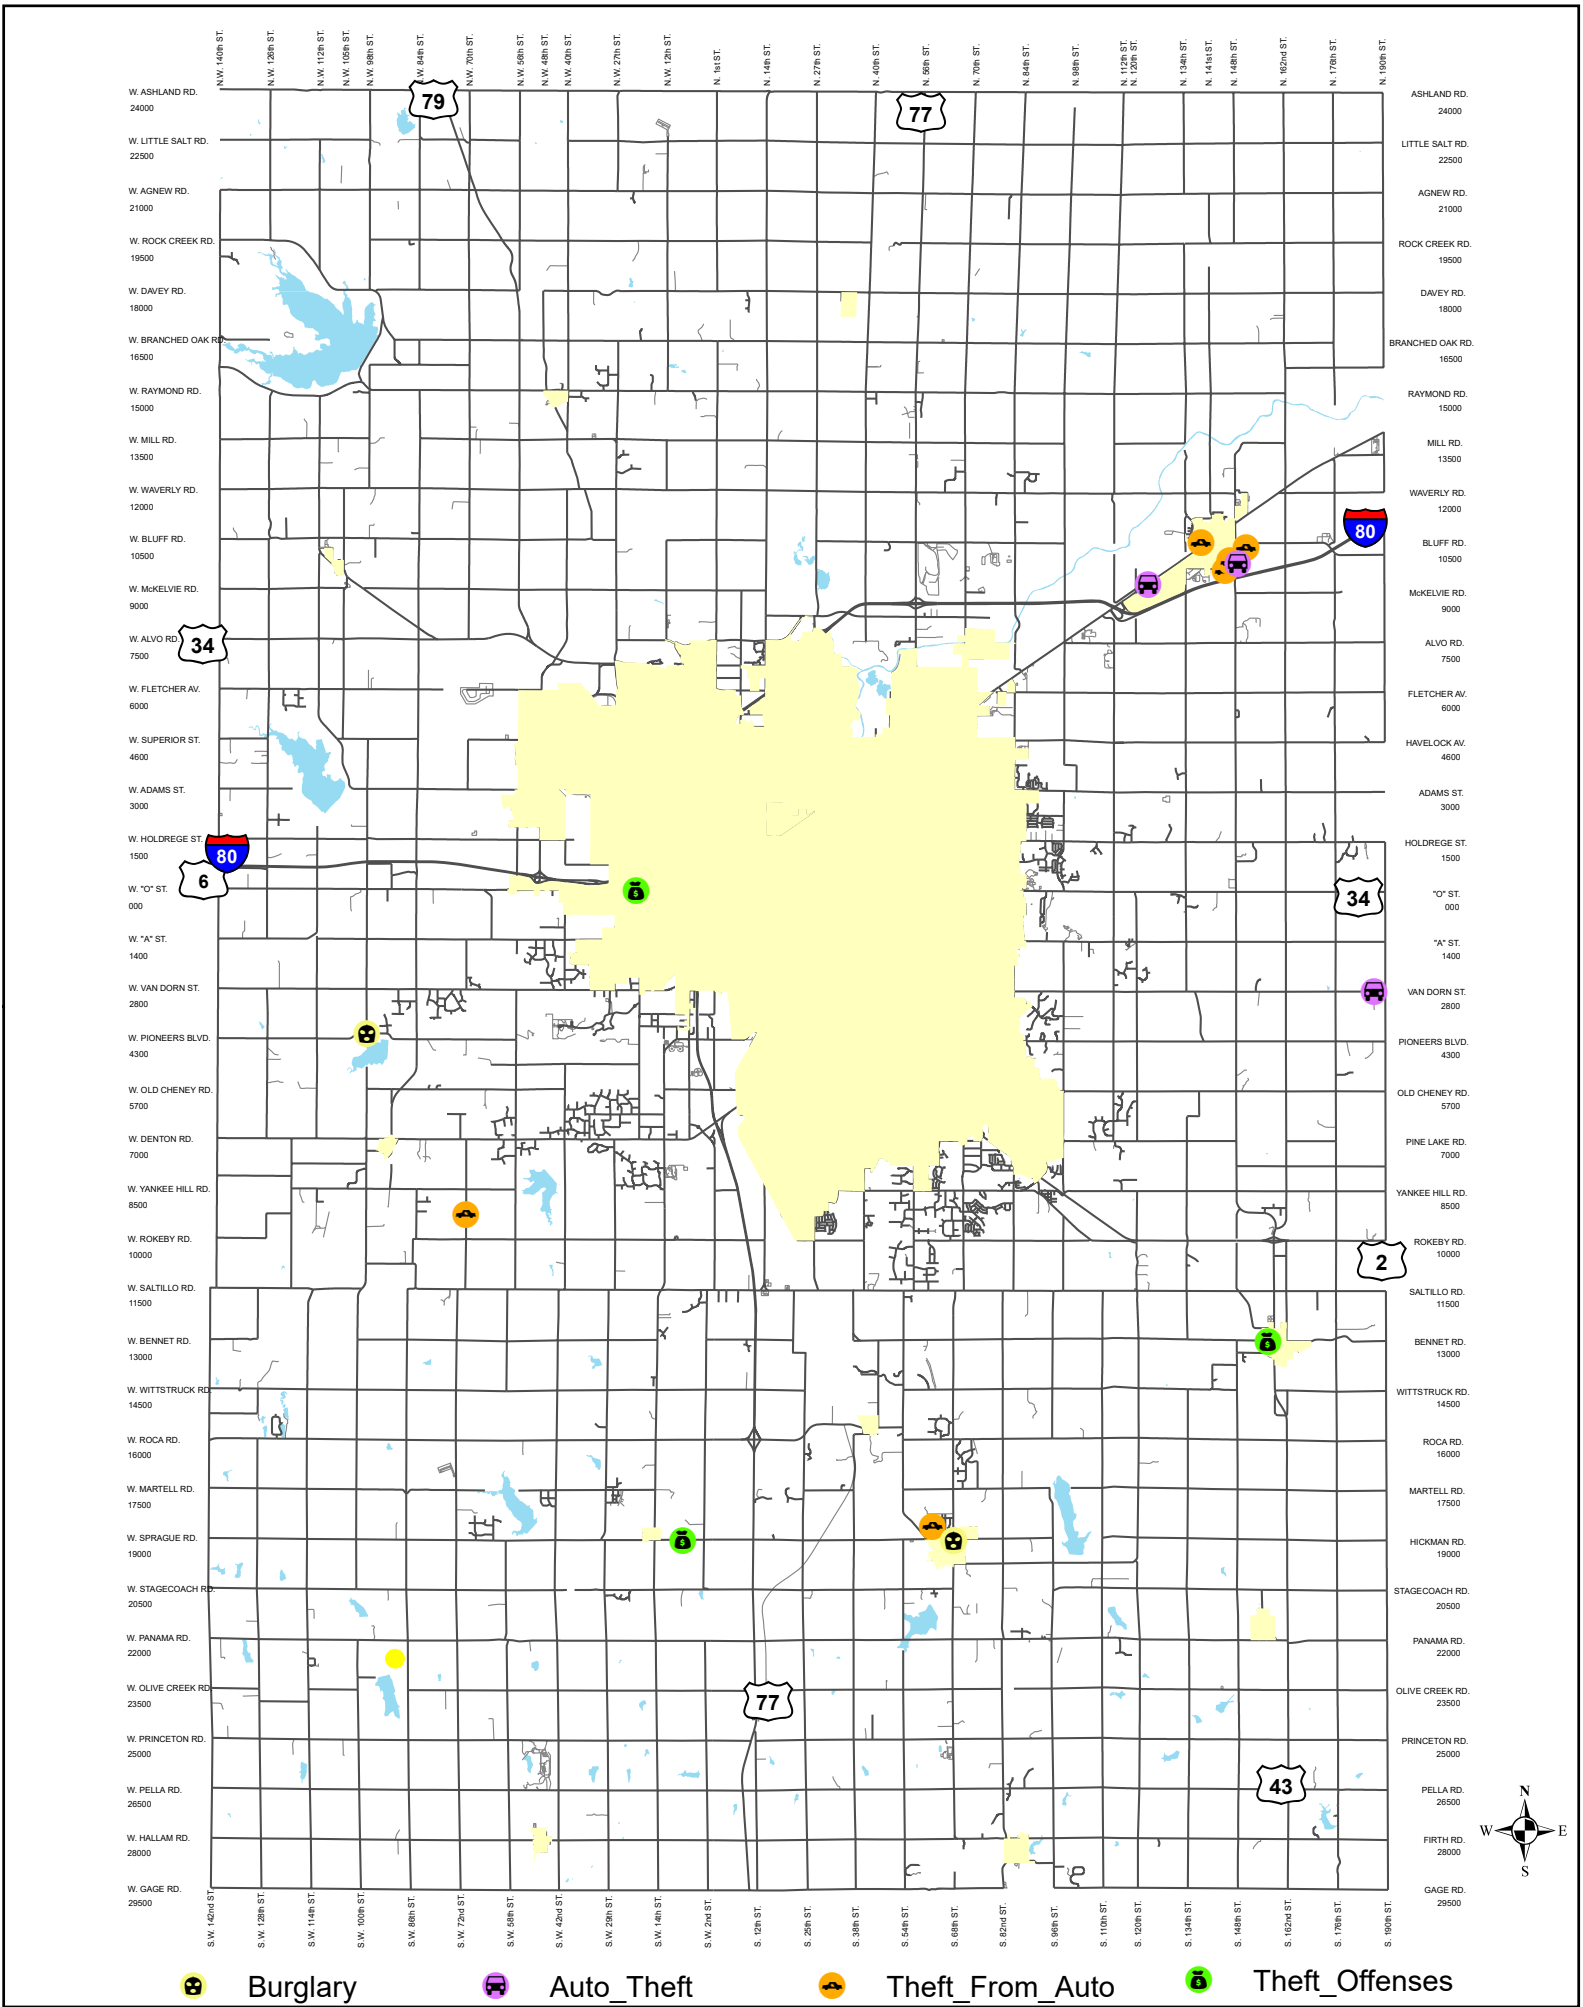 N.W. 140th ST.
N.W. 126th ST.
N.W. 112th ST.
N.W. 105th ST.
N.W. 98th ST.
N.W. 84th ST.
N.W. 70th ST.
N.W. 56th ST.
N.W. 48th ST.
N.W. 40th ST.
N.W. 27th ST.
N.W. 12th ST.
N. 1st ST.
N. 14th ST.
N. 27th ST.
N. 40th ST.
N. 56th ST.
N. 70th ST.
N. 84th ST.
N. 98th ST.
N. 112th ST.
N. 120th ST.
N. 134th ST.
N. 141st ST.
N. 148th ST.
N. 162nd ST.
N. 176th ST.
N. 190th ST.
W. ASHLAND RD.
24000
W. LITTLE SALT RD.
22500
W. AGNEW RD.
21000
W. ROCK CREEK RD.
19500
W. DAVEY RD.
18000
W. BRANCHED OAK RD.
16500
W. RAYMOND RD.
15000
W. MILL RD.
13500
W. WAVERLY RD.
12000
W. BLUFF RD.
10500
W. McKELVIE RD.
9000
W. ALVO RD.
7500
W. FLETCHER AV.
6000
W. SUPERIOR ST.
4600
W. ADAMS ST.
3000
W. HOLDREGE ST.
1500
W. "O" ST.
000
W. "A" ST.
1400
W. VAN DORN ST.
2800
W. PIONEERS BLVD.
4300
W. OLD CHENEY RD.
5700
W. DENTON RD.
7000
W. YANKEE HILL RD.
8500
W. ROKEBY RD.
10000
W. SALTILLO RD.
11500
W. BENNET RD.
13000
W. WITTSTRUCK RD.
14500
W. ROCA RD.
16000
W. MARTELL RD.
17500
W. SPRAGUE RD.
19000
W. STAGECOACH RD.
20500
W. PANAMA RD.
22000
W. OLIVE CREEK RD
23500
W. PRINCETON RD.
25000
W. PELLA RD.
26500
W. HALLAM RD.
28000
W. GAGE RD.
29500
79
77
80
34
80
6
34
2
77
43
ASHLAND RD.
24000
LITTLE SALT RD.
22500
AGNEW RD.
21000
ROCK CREEK RD.
19500
DAVEY RD.
18000
BRANCHED OAK RD.
16500
RAYMOND RD.
15000
MILL RD.
13500
WAVERLY RD.
12000
BLUFF RD.
10500
McKELVIE RD.
9000
ALVO RD.
7500
FLETCHER AV.
6000
HAVELOCK AV.
4600
ADAMS ST.
3000
HOLDREGE ST.
1500
"O" ST.
000
"A" ST.
1400
VAN DORN ST.
2800
PIONEERS BLVD.
4300
OLD CHENEY RD.
5700
PINE LAKE RD.
7000
YANKEE HILL RD.
8500
ROKEBY RD.
10000
SALTILLO RD.
11500
BENNET RD.
13000
WITTSTRUCK RD.
14500
ROCA RD.
16000
MARTELL RD.
17500
HICKMAN RD.
19000
STAGECOACH RD.
20500
PANAMA RD.
22000
OLIVE CREEK RD.
23500
PRINCETON RD.
25000
PELLA RD.
26500
FIRTH RD.
28000
GAGE RD.
29500
N
W E
S
S.W. 142nd ST.
S.W. 128th ST.
S.W. 114th ST.
S.W. 100th ST.
S.W. 86th ST.
S.W. 72nd ST.
S.W. 58th ST.
S.W. 42nd ST.
S.W. 29th ST.
S.W. 14th ST.
S.W. 2nd ST.
S. 12th ST.
S. 25th ST.
S. 38th ST.
S. 54th ST.
S. 68th ST.
S. 82nd ST.
S. 96th ST.
S. 110th ST.
S. 120th ST.
S. 134th ST.
S. 148th ST.
S. 162nd ST.
S. 176th ST.
S. 190th ST.
Burglary
Auto_Theft
Theft_From_Auto
Theft_Offenses